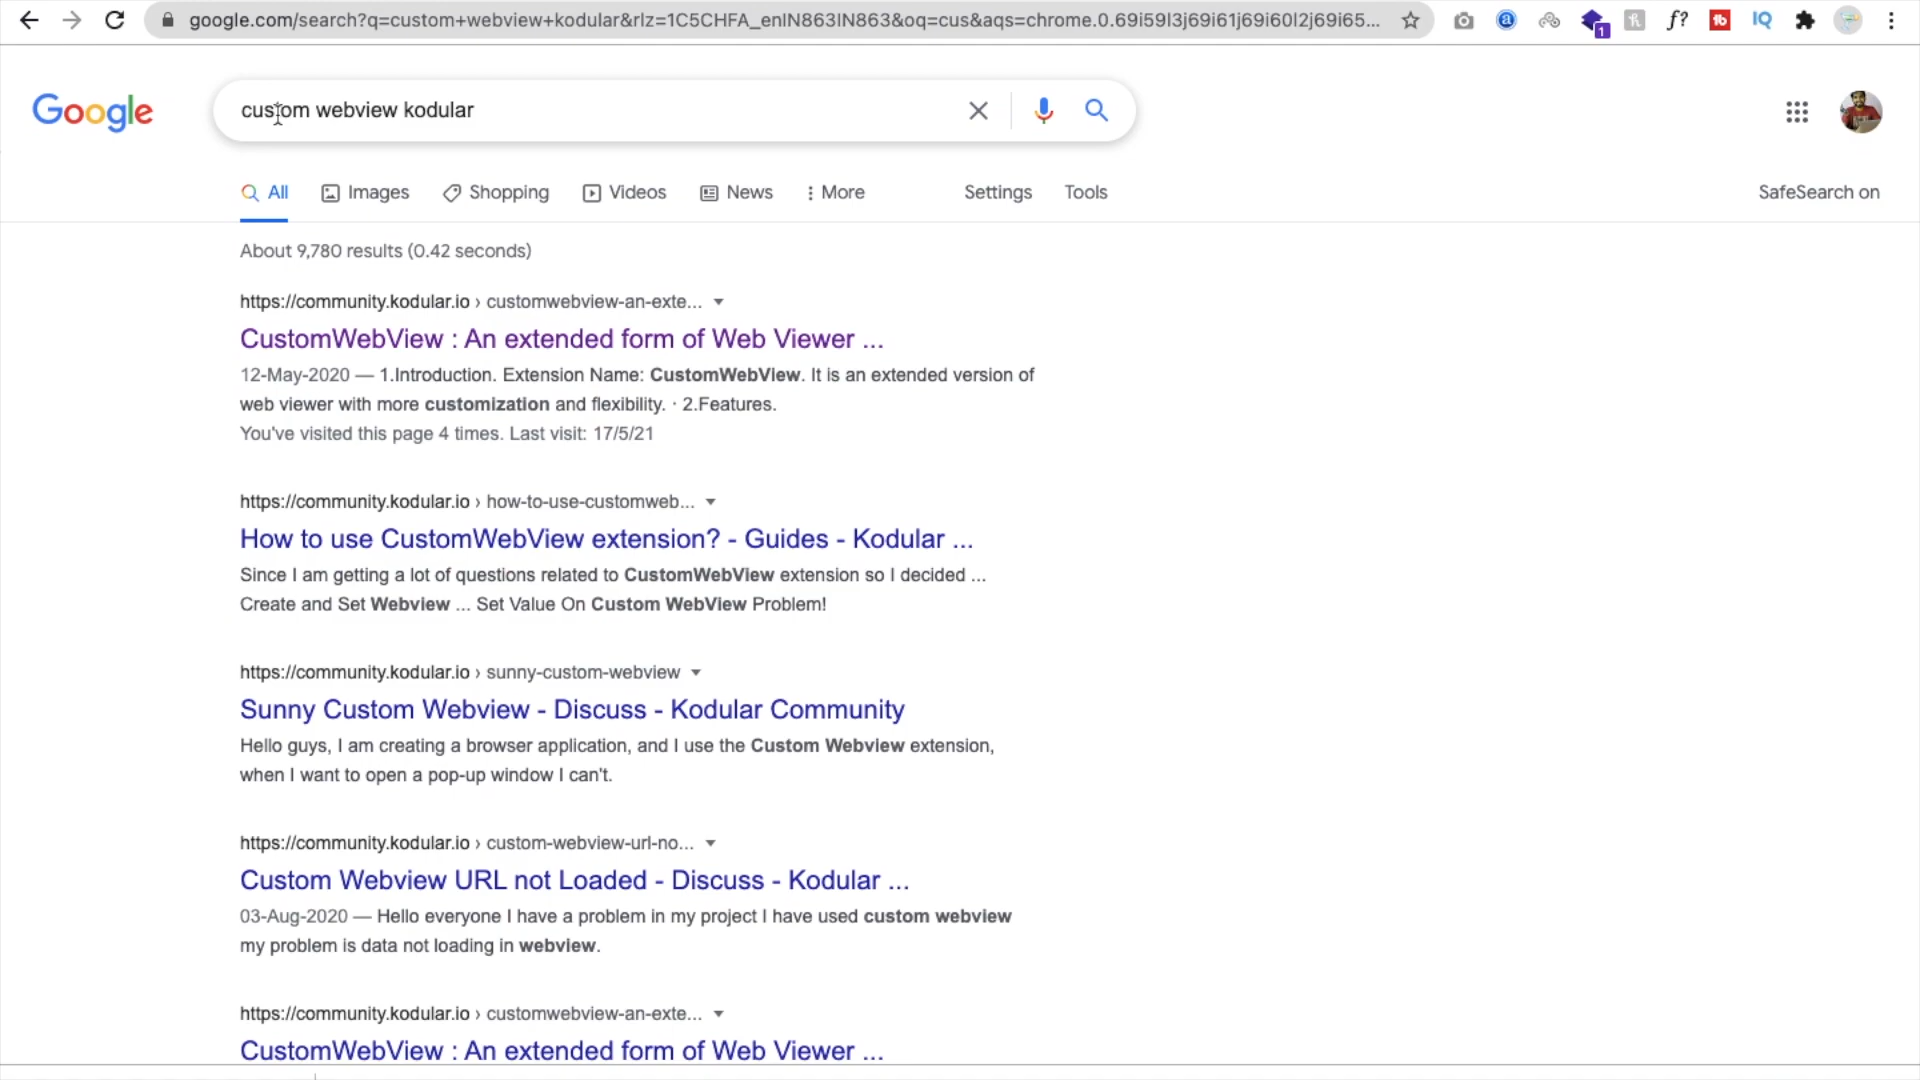 google.com/search?q=custom+webview+kodular&rlz=1C5CHFA_enIN863IN863&oq=cus&aqs=chrome.0.69i59l3j69i61j69i60l2j69i65...
1
f?
IQ
Google
custom webview kodular
All
Images
Shopping
Videos
News
More
Settings
Tools
SafeSearch on
About 9,780 results (0.42 seconds)
https://community.kodular.io › customwebview-an-exte...
CustomWebView : An extended form of Web Viewer ...
12-May-2020 — 1.Introduction. Extension Name: CustomWebView. It is an extended version of
web viewer with more customization and flexibility. · 2.Features.
You've visited this page 4 times. Last visit: 17/5/21
https://community.kodular.io › how-to-use-customweb...
How to use CustomWebView extension? - Guides - Kodular ...
Since I am getting a lot of questions related to CustomWebView extension so I decided ...
Create and Set Webview ... Set Value On Custom WebView Problem!
https://community.kodular.io › sunny-custom-webview
Sunny Custom Webview - Discuss - Kodular Community
Hello guys, I am creating a browser application, and I use the Custom Webview extension,
when I want to open a pop-up window I can't.
https://community.kodular.io › custom-webview-url-no...
Custom Webview URL not Loaded - Discuss - Kodular ...
03-Aug-2020 — Hello everyone I have a problem in my project I have used custom webview
my problem is data not loading in webview.
https://community.kodular.io › customwebview-an-exte...
CustomWebView : An extended form of Web Viewer ...